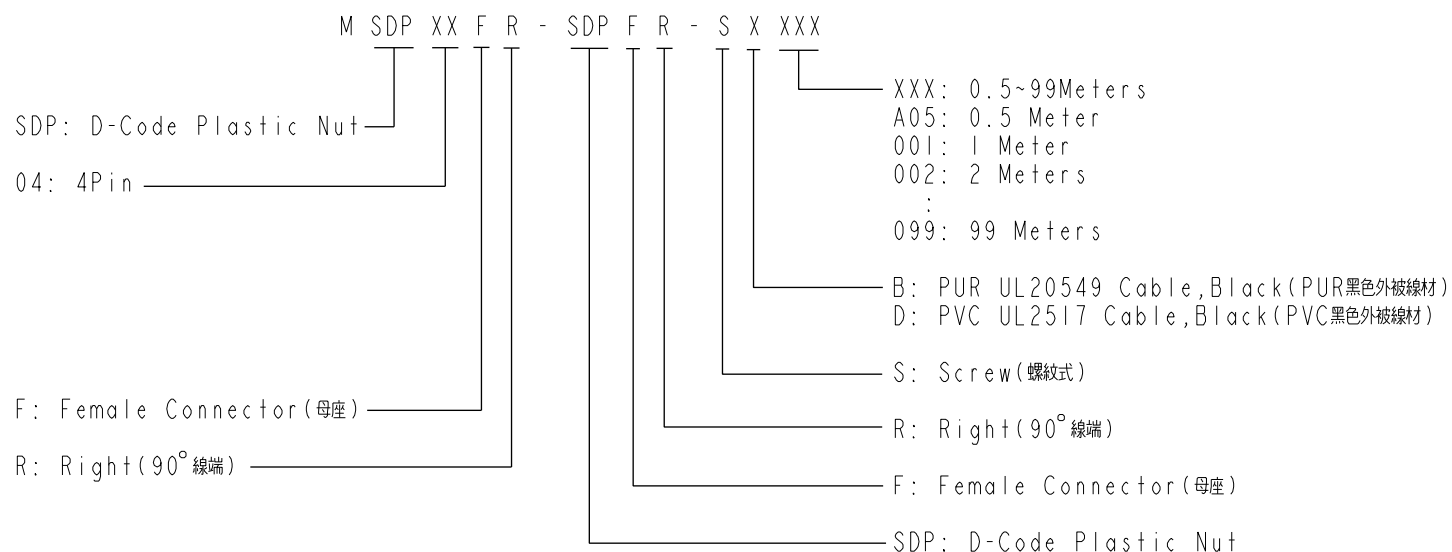 M SDP XX F R - SDP F R - S X XXX
XXX: 0.5~99Meters
A05: 0.5 Meter
001: 1 Meter
002: 2 Meters
:
099: 99 Meters
SDP: D-Code Plastic Nut
04: 4Pin
B: PUR UL20549 Cable,Black(PUR黑色外被線材)
D: PVC UL2517 Cable,Black(PVC黑色外被線材)
S: Screw(螺紋式)
F: Female Connector(母座)
R: Right(90°線端)
R: Right(90°線端)
F: Female Connector(母座)
SDP: D-Code Plastic Nut